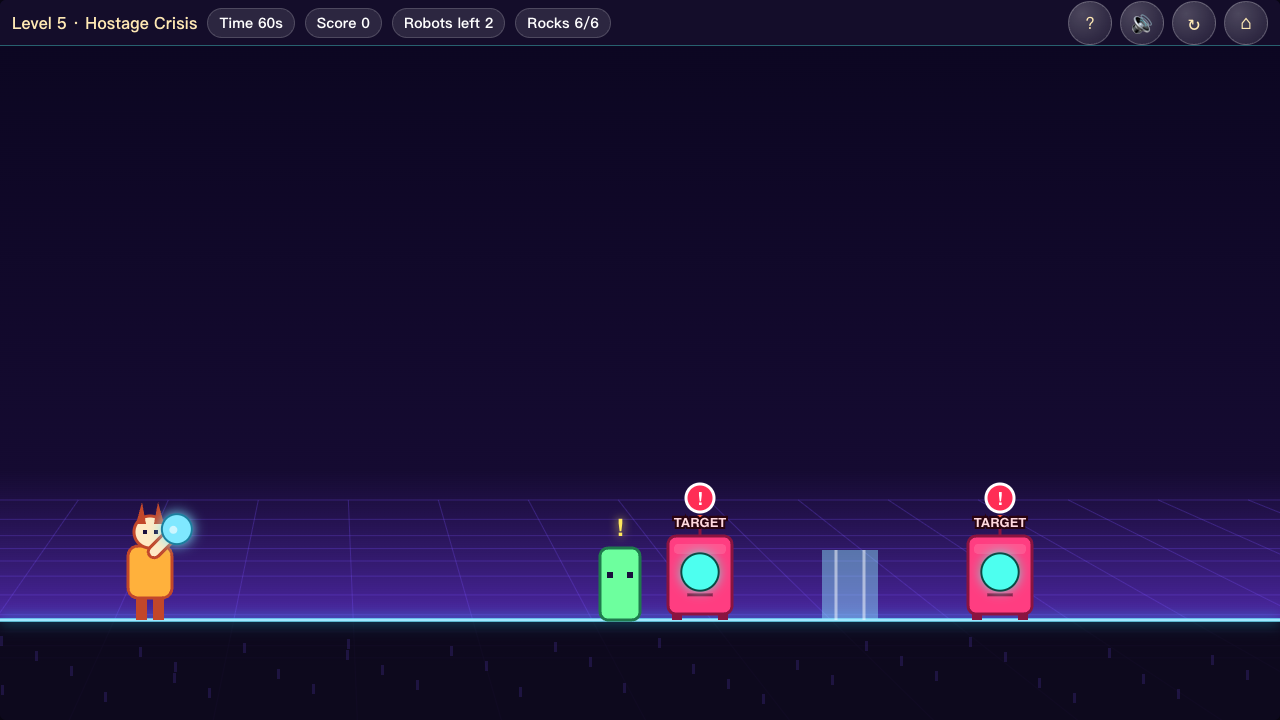 Level 5 · Hostage Crisis
Time 60s
Score 0
Robots left 2
Rocks 6/6
?
!
!
!
TARGET
TARGET